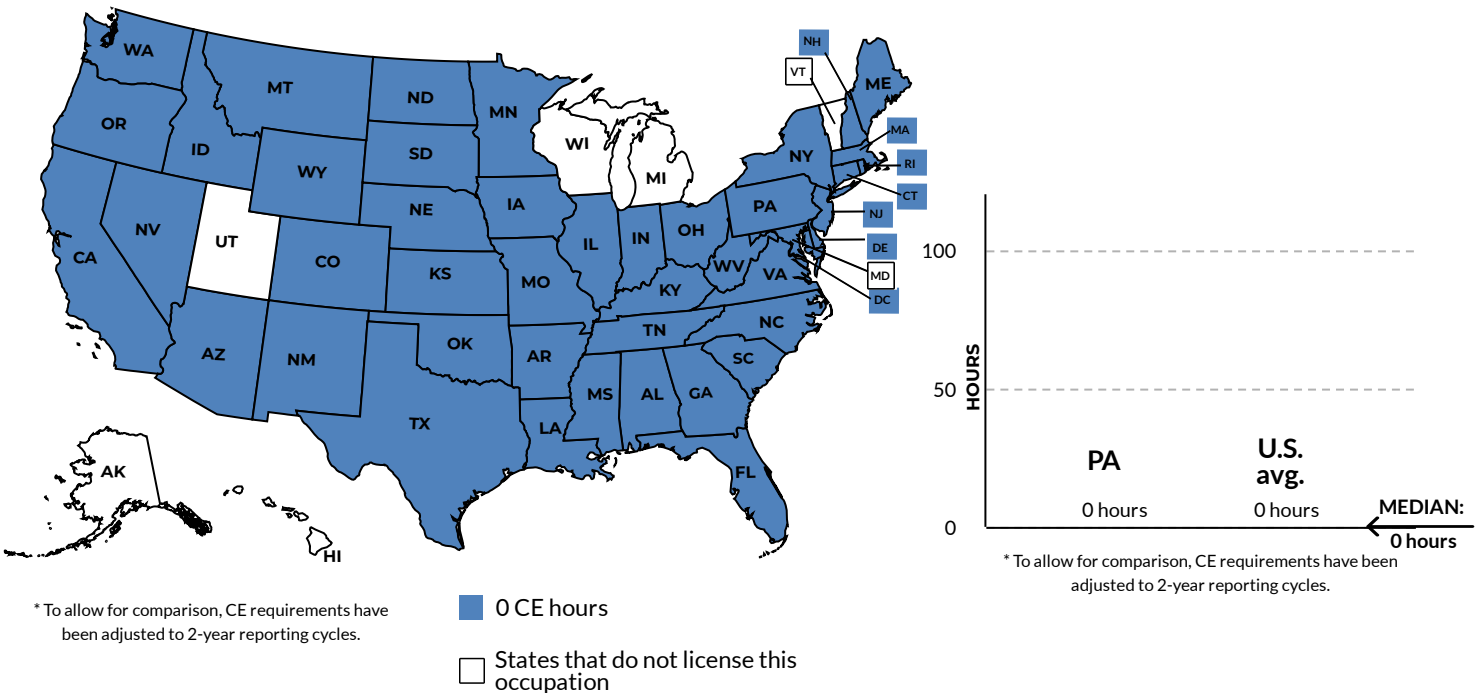 WA
MT
ND
MN
OR
ID
WY
SD
WI
MI
NY
ME
NH
VT
MA
RI
CT
NJ
DE
MD
DC
CA
NV
UT
CO
NE
KS
IA
MO
IL
IN
OH
PA
WV
VA
KY
TN
NC
SC
AZ
NM
OK
AR
TX
LA
MS
AL
GA
FL
AK
HI
* To allow for comparison, CE requirements have
been adjusted to 2-year reporting cycles.
0 CE hours
States that do not license this
occupation
HOURS
100
50
0
PA
0 hours
U.S.
avg.
0 hours
MEDIAN:
0 hours
* To allow for comparison, CE requirements have been
adjusted to 2-year reporting cycles.